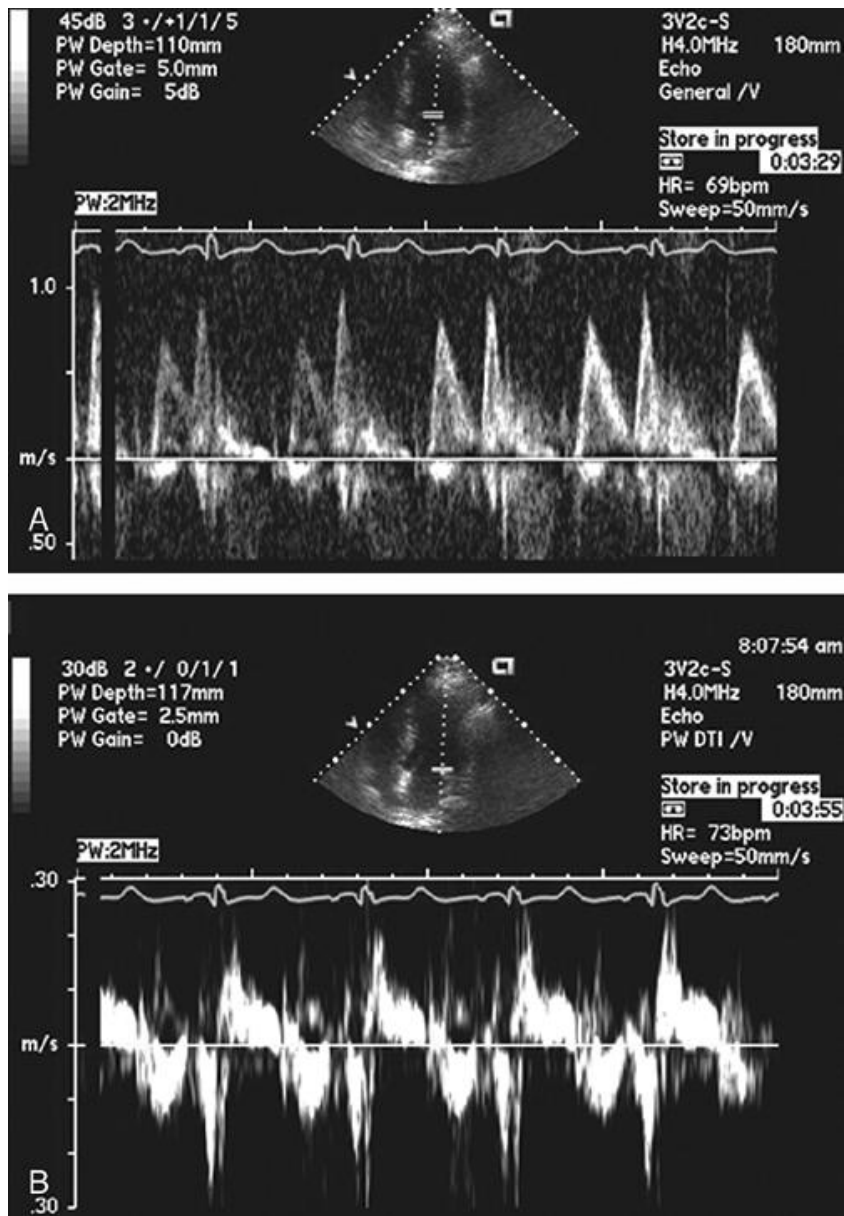 45dB 3 •/+1/1/5
PW Depth=110mm
PW Gate= 5.0mm
PW Gain= 5dB
3V2c-S
H4.0MHz 180mm
Echo
General /V
Store in progress
0:03:29
HR= 69bpm
Sweep=50mm/s
PW:2MHz
1.0
m/s
A
.50
8:07:54 am
30dB 2 •/ 0/1/1
PW Depth=117mm
PW Gate= 2.5mm
PW Gain= 0dB
3V2c-S
H4.0MHz 180mm
Echo
PW DTI /V
Store in progress
0:03:55
HR= 73bpm
Sweep=50mm/s
PW:2MHz
.30
m/s
B
.30